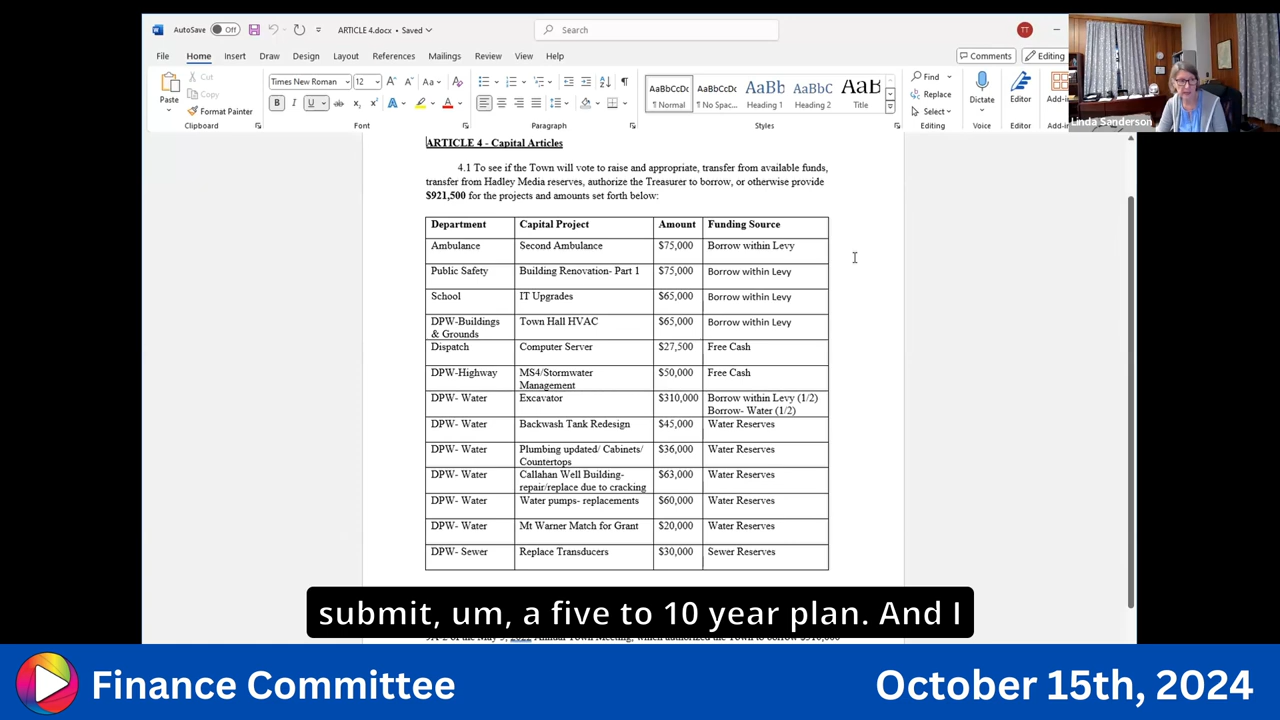 AutoSave Off ARTICLE 4.docx • Saved Search TT
File Home Insert Draw Design Layout References Mailings Review View Help Comments Editing
Paste Cut Copy Format Painter Times New Roman 12 AaBbCcDc AaBbCcDc AaBb AaBbC AaB Find Replace Select Dictate Editor Add-in
¶ Normal ¶ No Spac... Heading 1 Heading 2 Title
Clipboard Font Paragraph Styles Editing Voice Editor Add-in
Linda Sanderson
ARTICLE 4 - Capital Articles
4.1 To see if the Town will vote to raise and appropriate, transfer from available funds,
transfer from Hadley Media reserves, authorize the Treasurer to borrow, or otherwise provide
$921,500 for the projects and amounts set forth below:
Department Capital Project Amount Funding Source
Ambulance Second Ambulance $75,000 Borrow within Levy
Public Safety Building Renovation- Part 1 $75,000 Borrow within Levy
School IT Upgrades $65,000 Borrow within Levy
DPW-Buildings Town Hall HVAC $65,000 Borrow within Levy
& Grounds
Dispatch Computer Server $27,500 Free Cash
DPW-Highway MS4/Stormwater $50,000 Free Cash
Management
DPW- Water Excavator $310,000 Borrow within Levy (1/2)
Borrow- Water (1/2)
DPW- Water Backwash Tank Redesign $45,000 Water Reserves
DPW- Water Plumbing updated/ Cabinets/ $36,000 Water Reserves
Countertops
DPW- Water Callahan Well Building- $63,000 Water Reserves
repair/replace due to cracking
DPW- Water Water pumps- replacements $60,000 Water Reserves
DPW- Water Mt Warner Match for Grant $20,000 Water Reserves
DPW- Sewer Replace Transducers $30,000 Sewer Reserves
submit, um, a five to 10 year plan. And I
Finance Committee October 15th, 2024